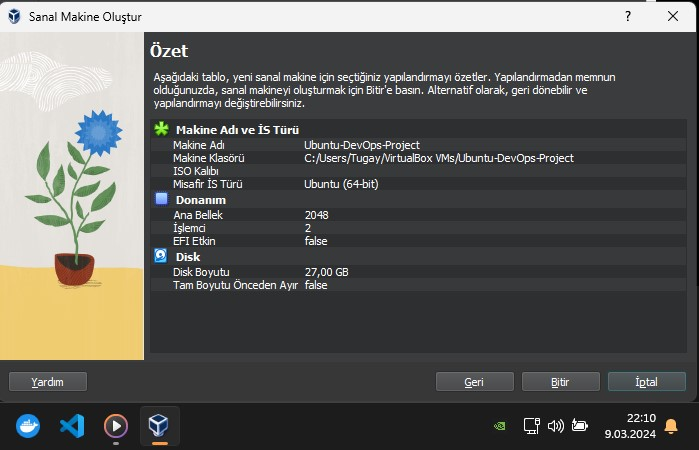 Sanal Makine Oluştur
?
Özet
Aşağıdaki tablo, yeni sanal makine için seçtiğiniz yapılandırmayı özetler. Yapılandırmadan memnun
olduğunuzda, sanal makineyi oluşturmak için Bitir'e basın. Alternatif olarak, geri dönebilir ve
yapılandırmayı değiştirebilirsiniz.
Makine Adı ve İS Türü
Makine Adı Ubuntu-DevOps-Project
Makine Klasörü C:/Users/Tugay/VirtualBox VMs/Ubuntu-DevOps-Project
ISO Kalıbı
Misafir İS Türü Ubuntu (64-bit)
Donanım
Ana Bellek 2048
İşlemci 2
EFI Etkin false
Disk
Disk Boyutu 27,00 GB
Tam Boyutu Önceden Ayır false
Yardım Geri Bitir İptal
22:10
9.03.2024